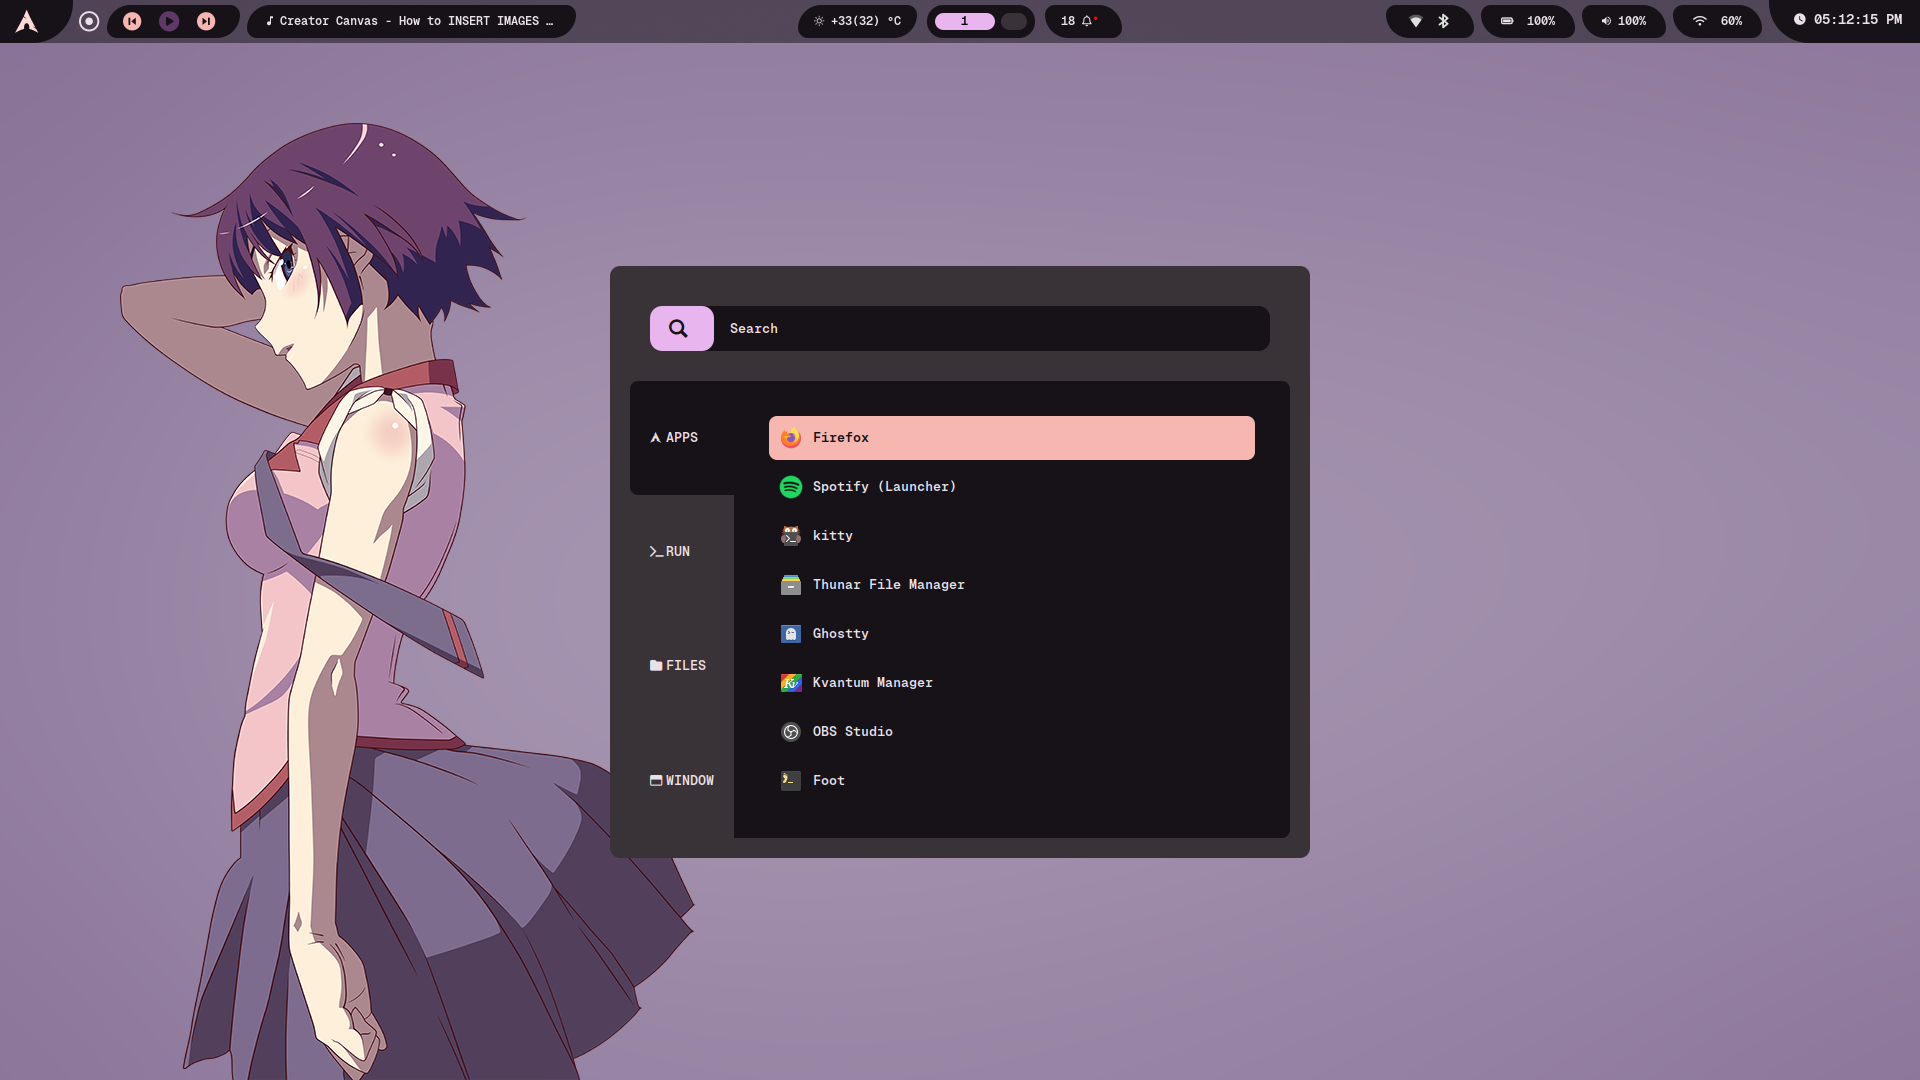 Creator Canvas - How to INSERT IMAGES …
+33(32) °C
1
18
100%
100%
60%
05:12:15 PM
Search
APPS
RUN
FILES
WINDOW
Firefox
Spotify (Launcher)
kitty
Thunar File Manager
Ghostty
Kvantum Manager
OBS Studio
Foot